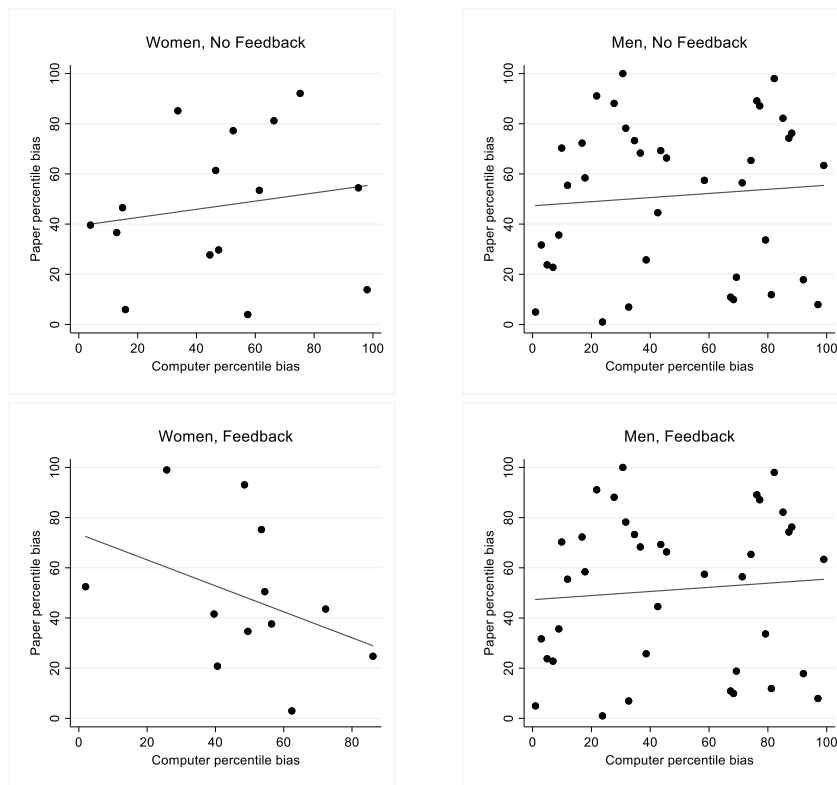 Women, No Feedback
Paper percentile bias
100
80
60
40
20
0
0 20 40 60 80 100
Computer percentile bias
Men, No Feedback
Paper percentile bias
100
80
60
40
20
0
0 20 40 60 80 100
Computer percentile bias
Women, Feedback
Paper percentile bias
100
80
60
40
20
0
0 20 40 60 80
Computer percentile bias
Men, Feedback
Paper percentile bias
100
80
60
40
20
0
0 20 40 60 80 100
Computer percentile bias